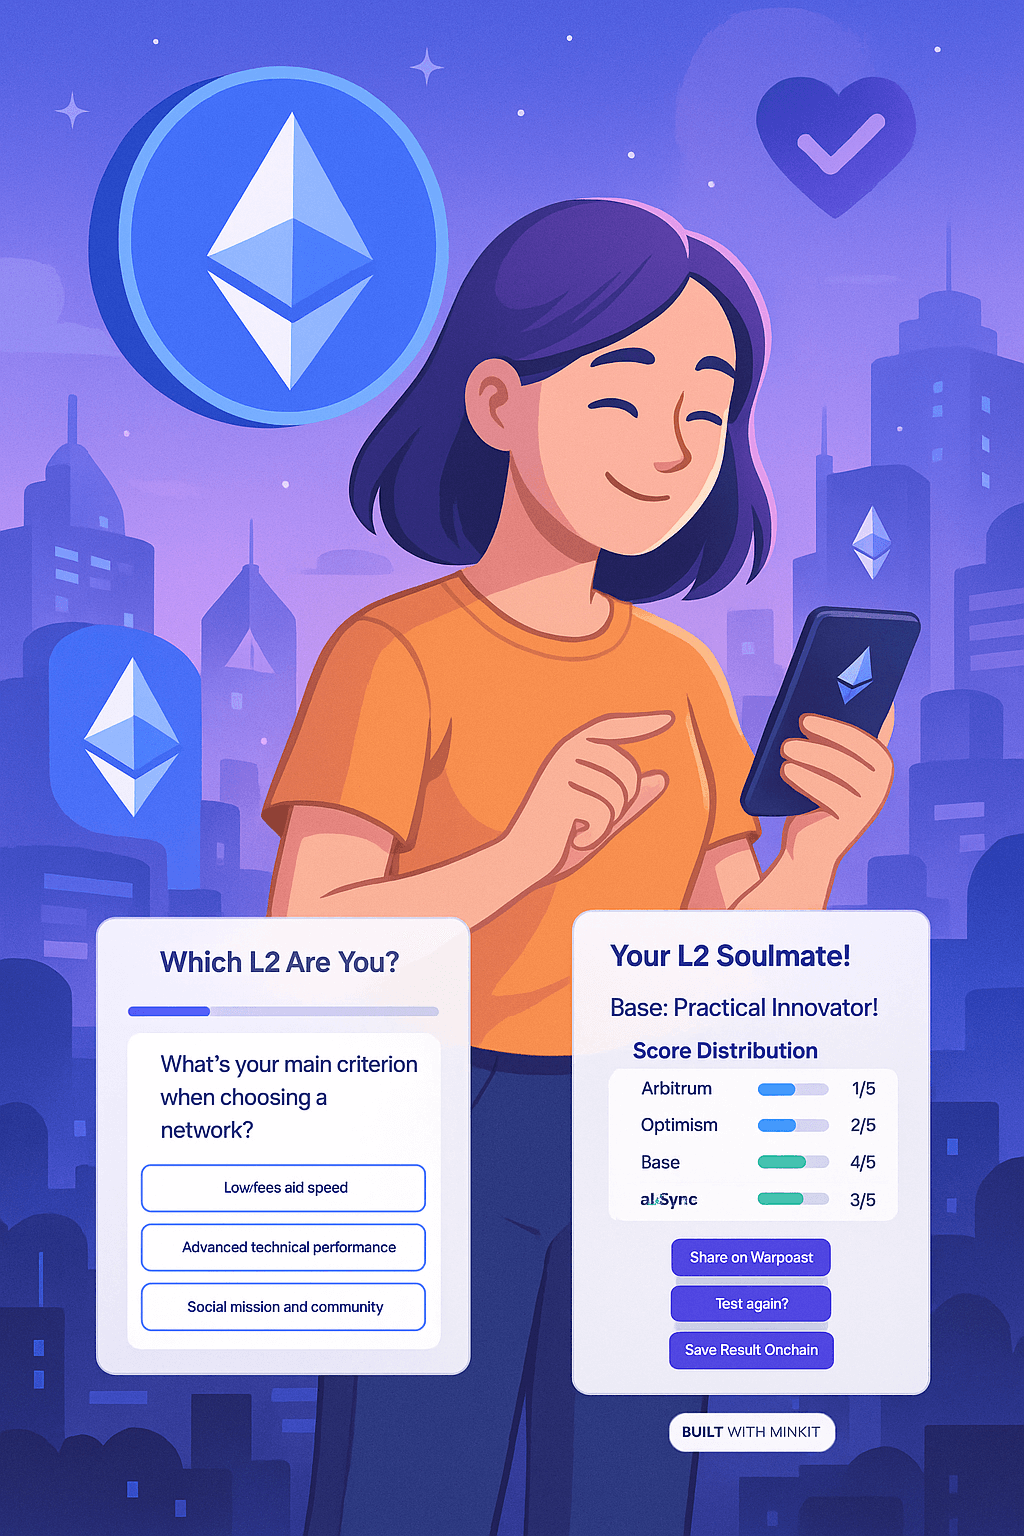 Which L2 Are You?
What's your main criterion
when choosing a
network?
Low/fees aid speed
Advanced technical performance
Social mission and community
Your L2 Soulmate!
Base: Practical Innovator!
Score Distribution
Arbitrum 1/5
Optimism 2/5
Base 4/5
3/5
Share on Warpoast
Test again?
Save Result Onchain
BUILT WITH MINKIT